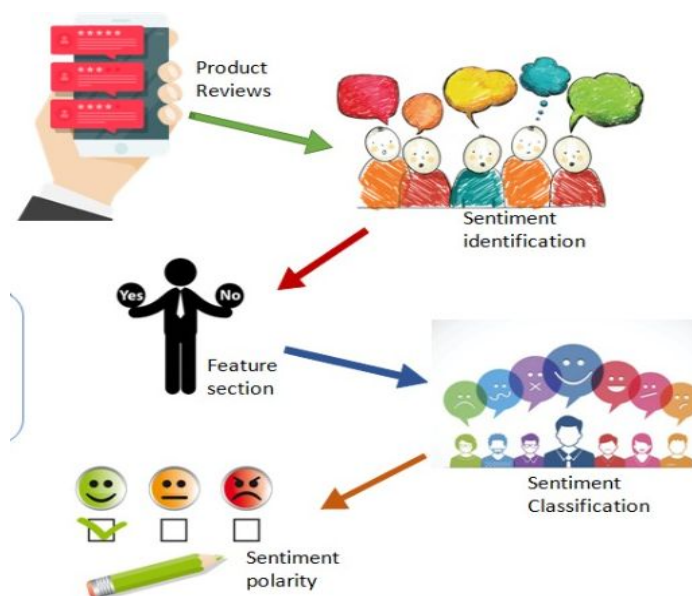 Product
Reviews
Sentiment
identification
Yes
No
Feature
section
Sentiment
Classification
Sentiment
polarity